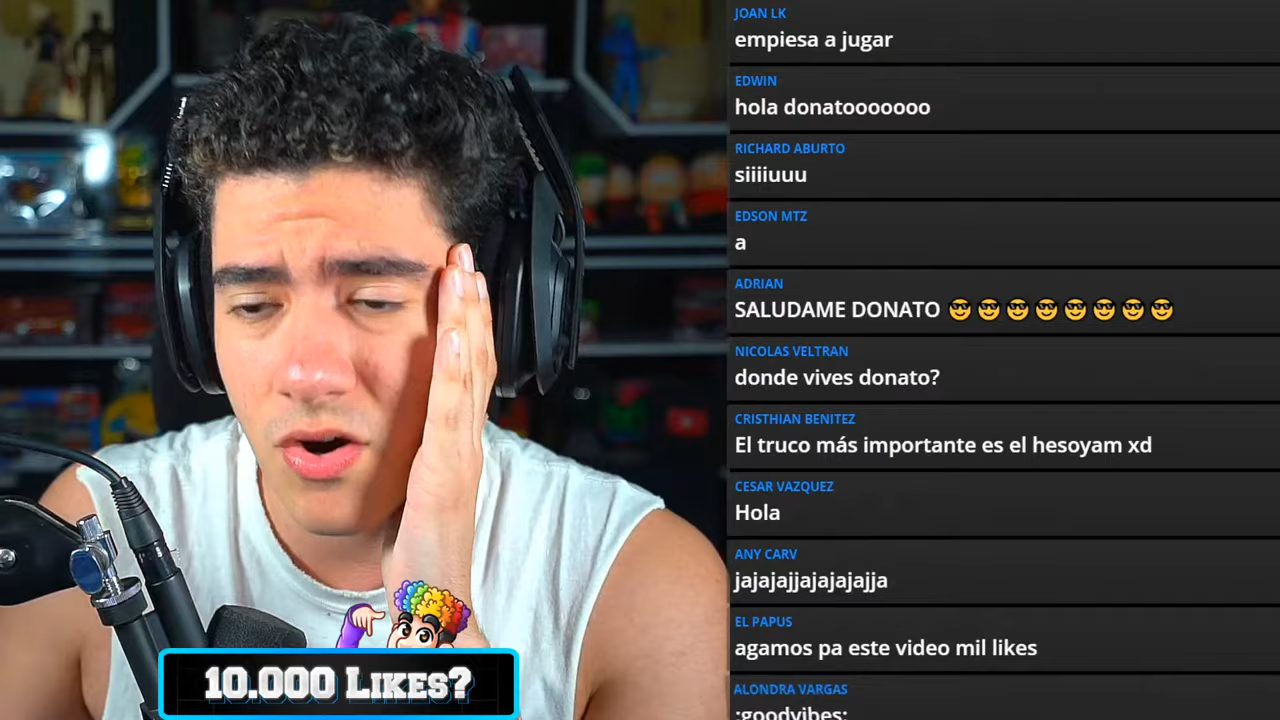 JOAN LK
empiesa a jugar
EDWIN
hola donatooooooo
RICHARD ABURTO
siiiiuuu
EDSON MTZ
a
ADRIAN
SALUDAME DONATO 😎😎😎😎😎😎😎😎
NICOLAS VELTRAN
donde vives donato?
CRISTHIAN BENITEZ
El truco más importante es el hesoyam xd
CESAR VAZQUEZ
Hola
ANY CARV
jajajajjajajajajja
EL PAPUS
agamos pa este video mil likes
ALONDRA VARGAS
:goodvibes:
10.000 LIKES?